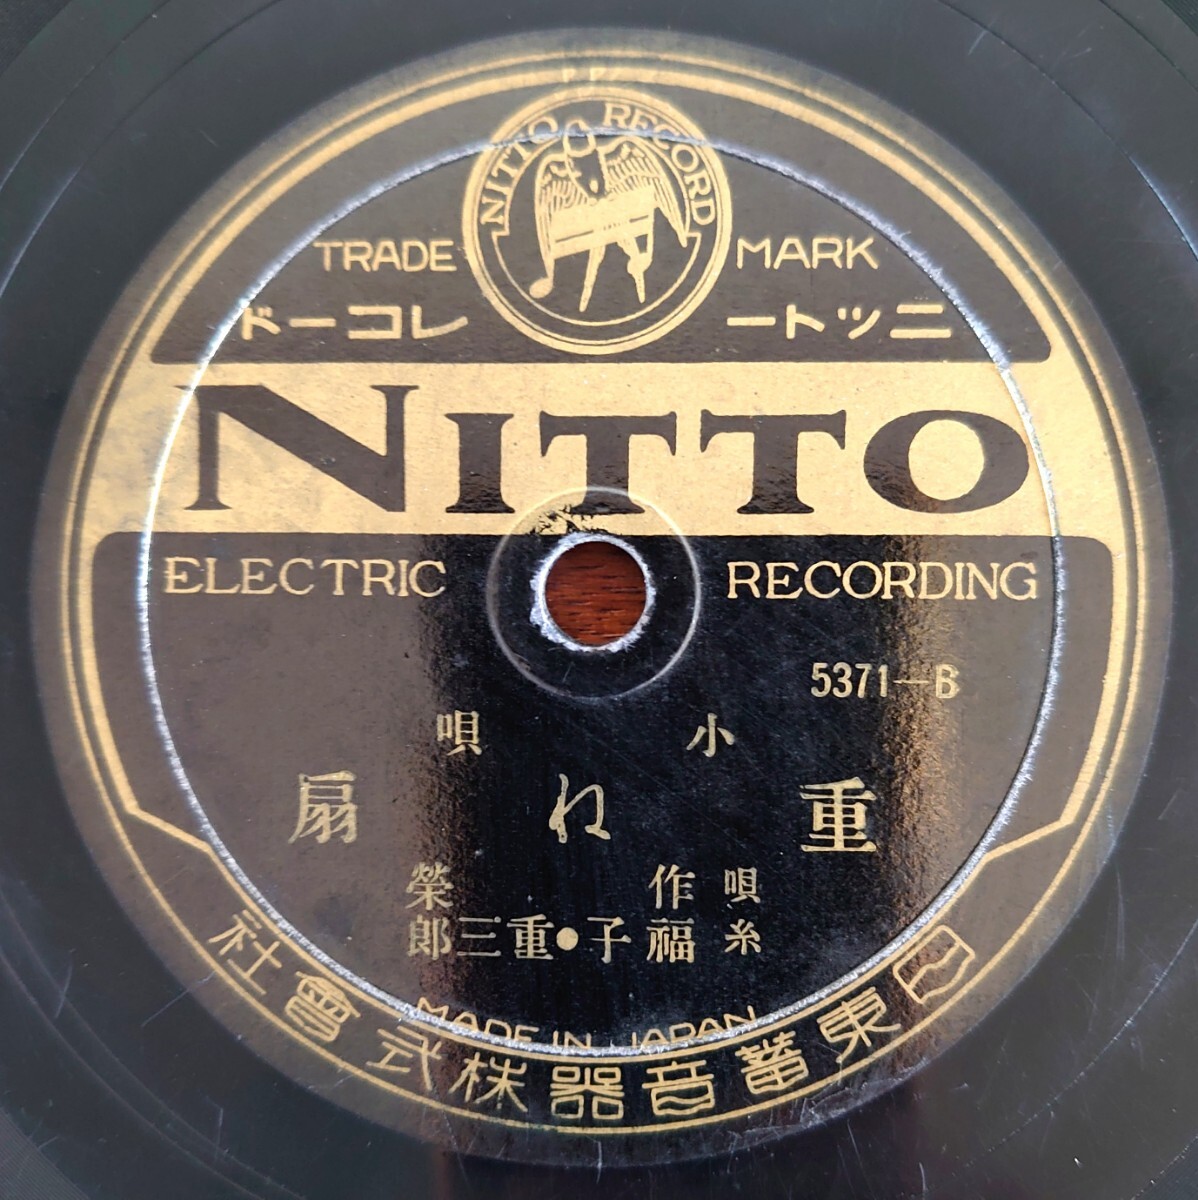 NITTO RECORD
TRADE MARK
ニットーレコード
NITTO
ELECTRIC RECORDING
5371-B
小唄
重ね扇
唄 作榮
糸 福子・重三郎
MADE IN JAPAN
日東蓄音器株式會社